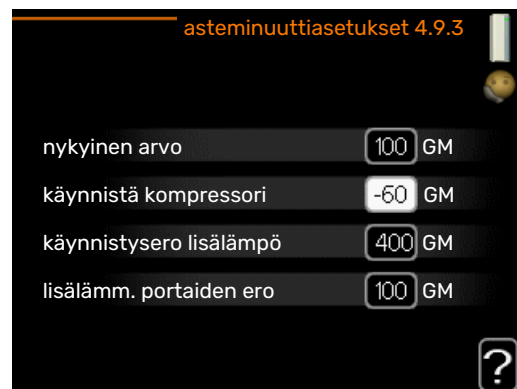 asteminuuttiasetukset 4.9.3
nykyinen arvo 100 GM
käynnistä kompressori -60 GM
käynnistysero lisälämpö 400 GM
lisälämm. portaiden ero 100 GM
?